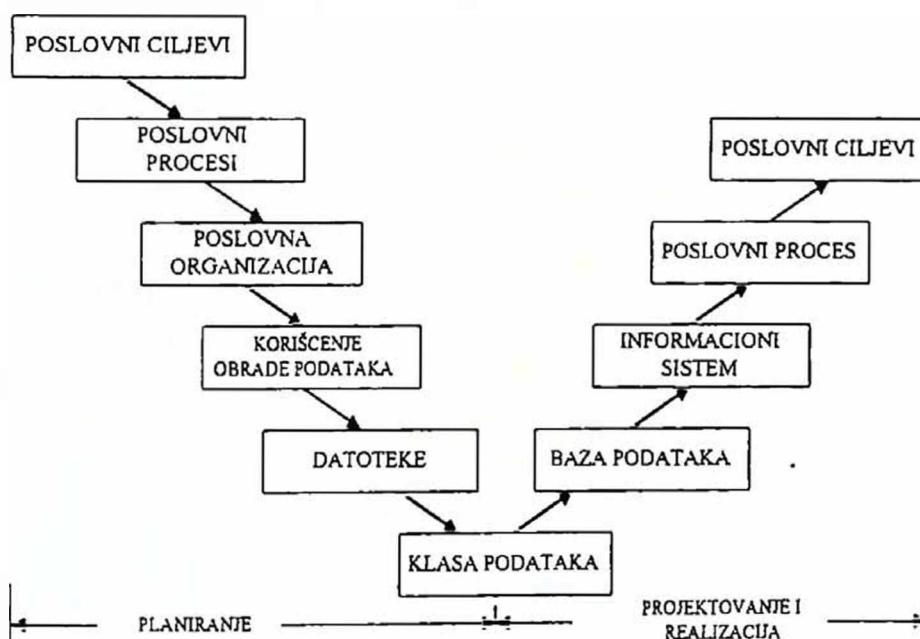 POSLOVNI CILJEVI
POSLOVNI
PROCESI
POSLOVNA
ORGANIZACIJA
KORIŠĆENJE
OBRADE PODATAKA
DATOTEKE
KLASA PODATAKA
BAZA PODATAKA
INFORMACIONI
SISTEM
POSLOVNI PROCES
POSLOVNI CILJEVI
PLANIRANJE
PROJEKTOVANJE I
REALIZACIJA